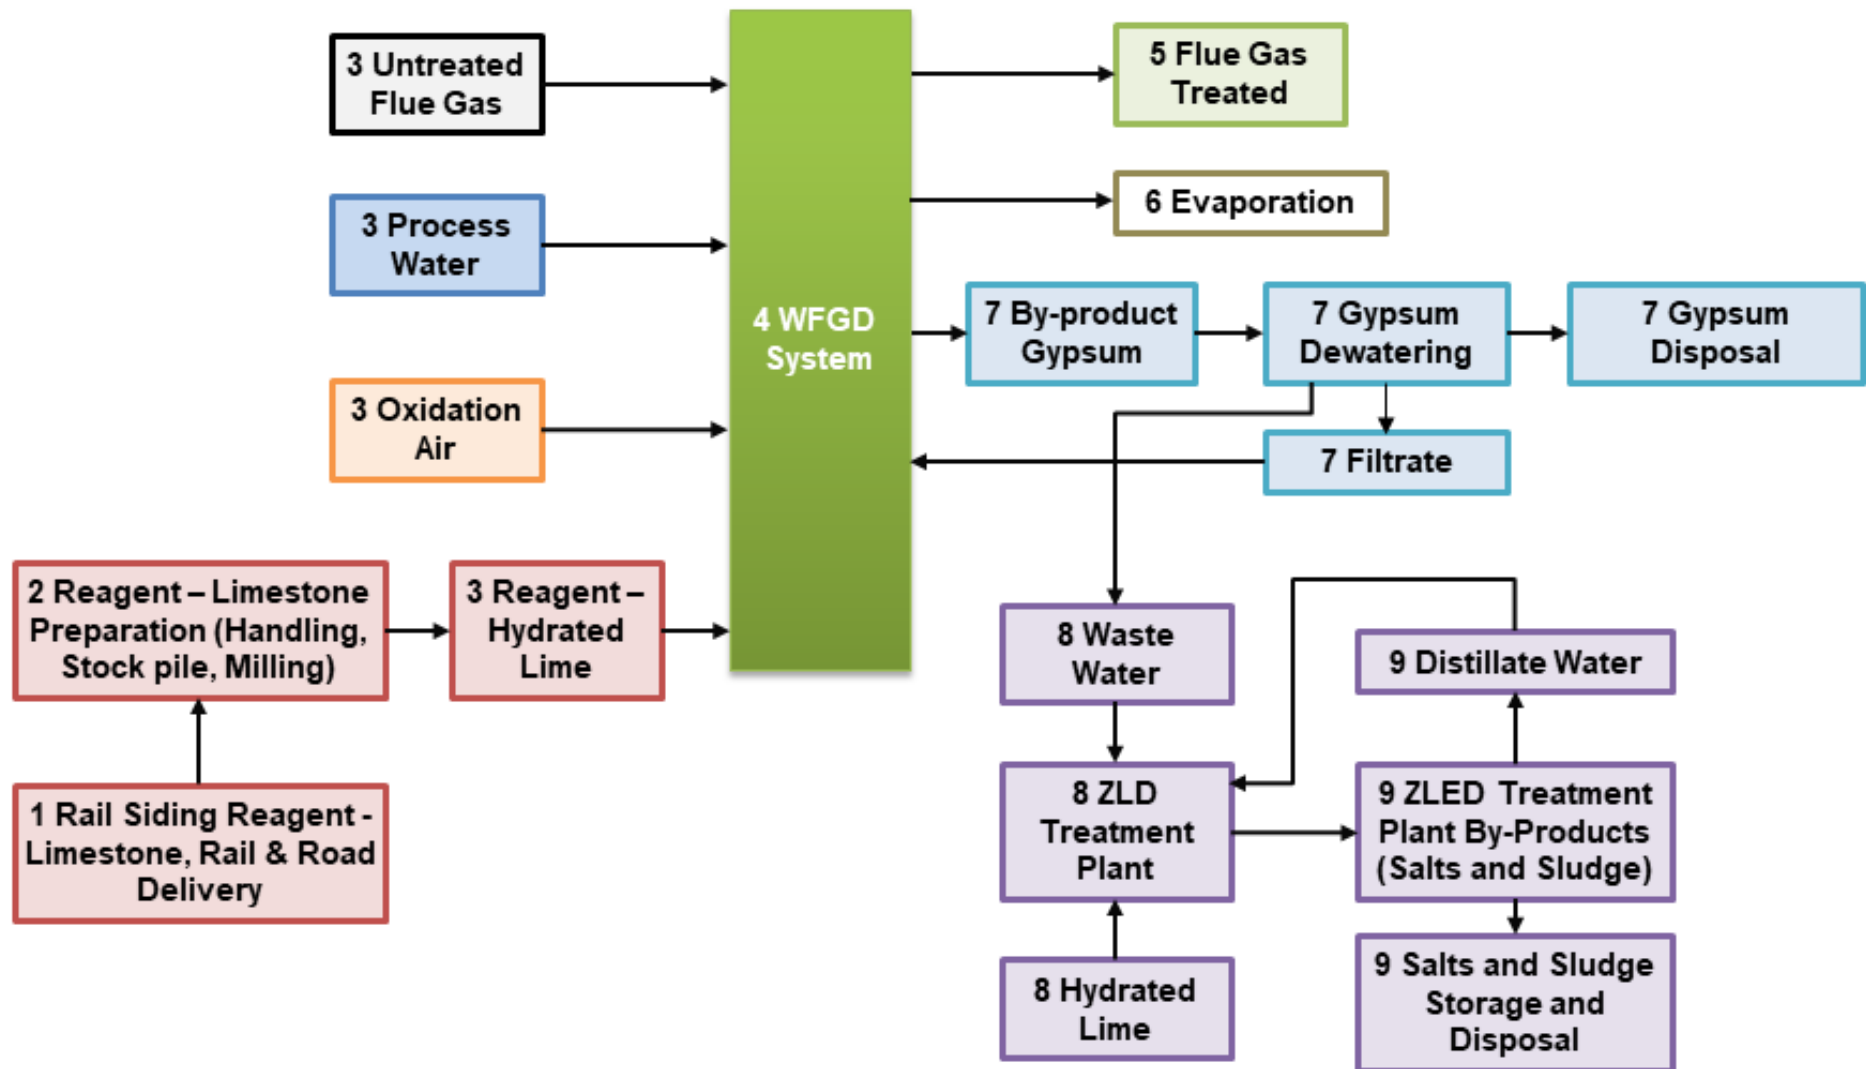 3 Untreated
Flue Gas
3 Process
Water
3 Oxidation
Air
2 Reagent – Limestone
Preparation (Handling,
Stock pile, Milling)
3 Reagent –
Hydrated
Lime
1 Rail Siding Reagent -
Limestone, Rail & Road
Delivery
4 WFGD
System
5 Flue Gas
Treated
6 Evaporation
7 By-product
Gypsum
7 Gypsum
Dewatering
7 Gypsum
Disposal
7 Filtrate
8 Waste
Water
9 Distillate Water
8 ZLD
Treatment
Plant
9 ZLED Treatment
Plant By-Products
(Salts and Sludge)
8 Hydrated
Lime
9 Salts and Sludge
Storage and
Disposal